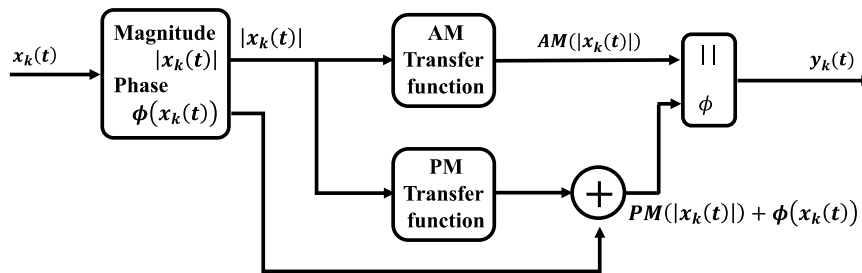 x_k(t)
Magnitude
|x_k(t)|
Phase
ϕ(x_k(t))
|x_k(t)|
AM
Transfer
function
AM(|x_k(t)|)
| |
ϕ
y_k(t)
PM
Transfer
function
+
PM(|x_k(t)|) + ϕ(x_k(t))